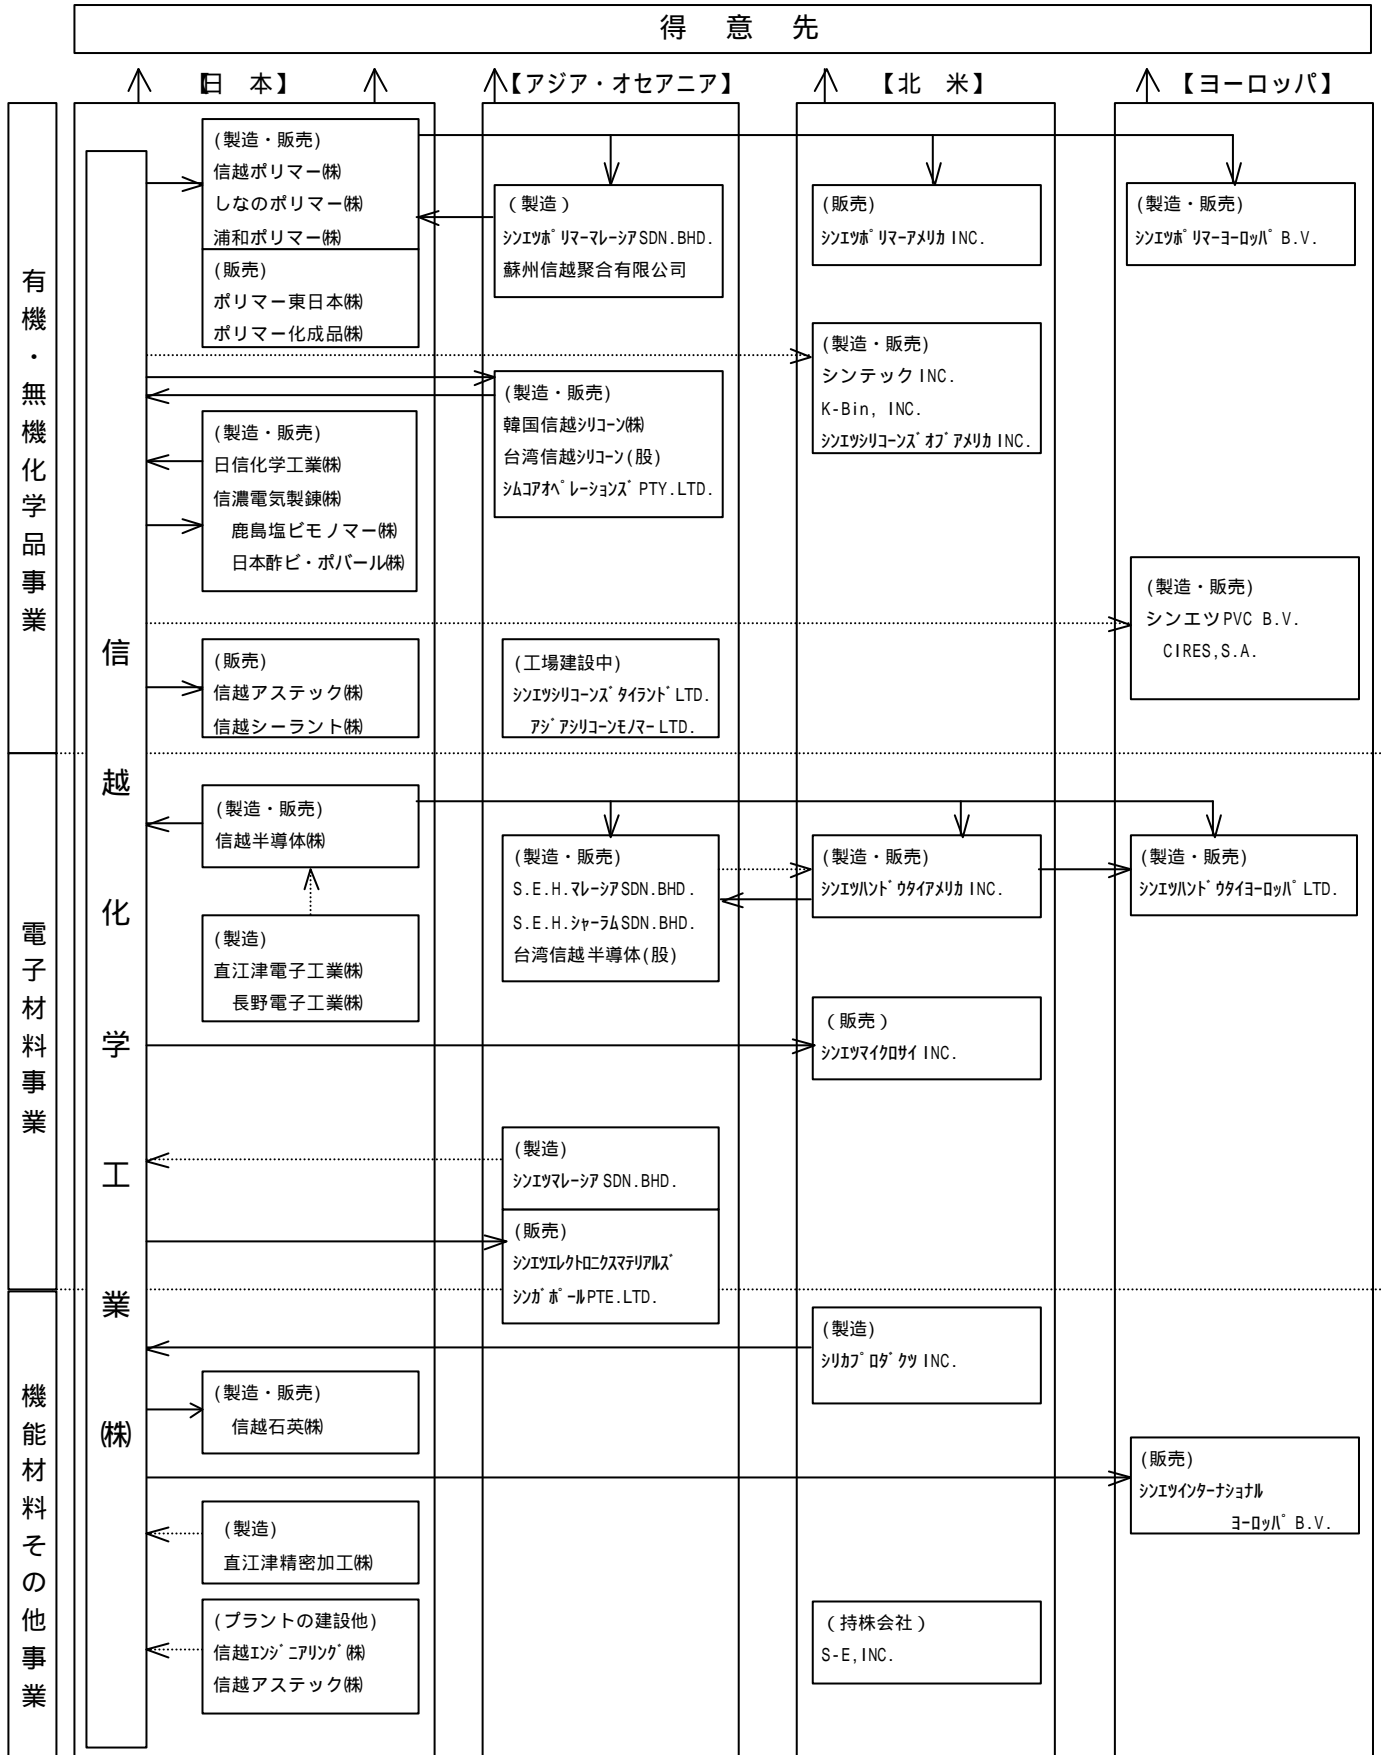 得 意 先
【日 本】
【アジア・オセアニア】
【北 米】
【ヨーロッパ】
有機・無機化学品事業
電子材料事業
機能材料その他事業
信越化学工業㈱
(製造・販売)
信越ポリマー㈱
しなのポリマー㈱
浦和ポリマー㈱
(販売)
ポリマー東日本㈱
ポリマー化成品㈱
(製造)
ｼﾝｴﾂﾎﾟﾘﾏｰﾏﾚｰｼｱSDN.BHD.
蘇州信越聚合有限公司
(販売)
ｼﾝｴﾂﾎﾟﾘﾏｰｱﾒﾘｶ INC.
(製造・販売)
ｼﾝｴﾂﾎﾟﾘﾏｰﾖｰﾛｯﾊﾟ B.V.
(製造・販売)
シンテック INC.
K-Bin, INC.
ｼﾝｴﾂｼﾘｺｰﾝｽﾞｵﾌﾞｱﾒﾘｶ INC.
(製造・販売)
韓国信越ｼﾘｺｰﾝ㈱
台湾信越ｼﾘｺｰﾝ(股)
ｼﾑｺｱｵﾍﾟﾚｰｼｮﾝｽﾞ PTY.LTD.
(製造・販売)
日信化学工業㈱
信濃電気製錬㈱
鹿島塩ビモノマー㈱
日本酢ビ・ポバール㈱
(製造・販売)
シンエツPVC B.V.
CIRES,S.A.
(販売)
信越アステック㈱
信越シーラント㈱
(工場建設中)
ｼﾝｴﾂｼﾘｺｰﾝｽﾞﾀｲﾗﾝﾄﾞLTD.
ｱｼﾞｱｼﾘｺｰﾝﾓﾉﾏｰLTD.
(製造・販売)
信越半導体㈱
(製造)
直江津電子工業㈱
長野電子工業㈱
(製造・販売)
S.E.H.ﾏﾚｰｼｱSDN.BHD.
S.E.H.ｼｬｰﾗﾑSDN.BHD.
台湾信越半導体(股)
(製造・販売)
ｼﾝｴﾂﾊﾝﾄﾞｳﾀｲｱﾒﾘｶ INC.
(製造・販売)
ｼﾝｴﾂﾊﾝﾄﾞｳﾀｲﾖｰﾛｯﾊﾟ LTD.
(販売)
ｼﾝｴﾂﾏｲｸﾛｻｲ INC.
(製造)
ｼﾝｴﾂﾏﾚｰｼｱ SDN.BHD.
(販売)
ｼﾝｴﾂｴﾚｸﾄﾛﾆｸｽﾏﾃﾘｱﾙｽﾞ
ｼﾝｶﾞﾎﾟｰﾙPTE.LTD.
(製造)
ｼﾘｶﾌﾟﾛﾀﾞｸﾂ INC.
(製造・販売)
信越石英㈱
(販売)
ｼﾝｴﾂｲﾝﾀｰﾅｼｮﾅﾙ
ﾖｰﾛｯﾊﾟ B.V.
(製造)
直江津精密加工㈱
(プラントの建設他)
信越ｴﾝｼﾞﾆｱﾘﾝｸﾞ㈱
信越アステック㈱
(持株会社)
S-E,INC.